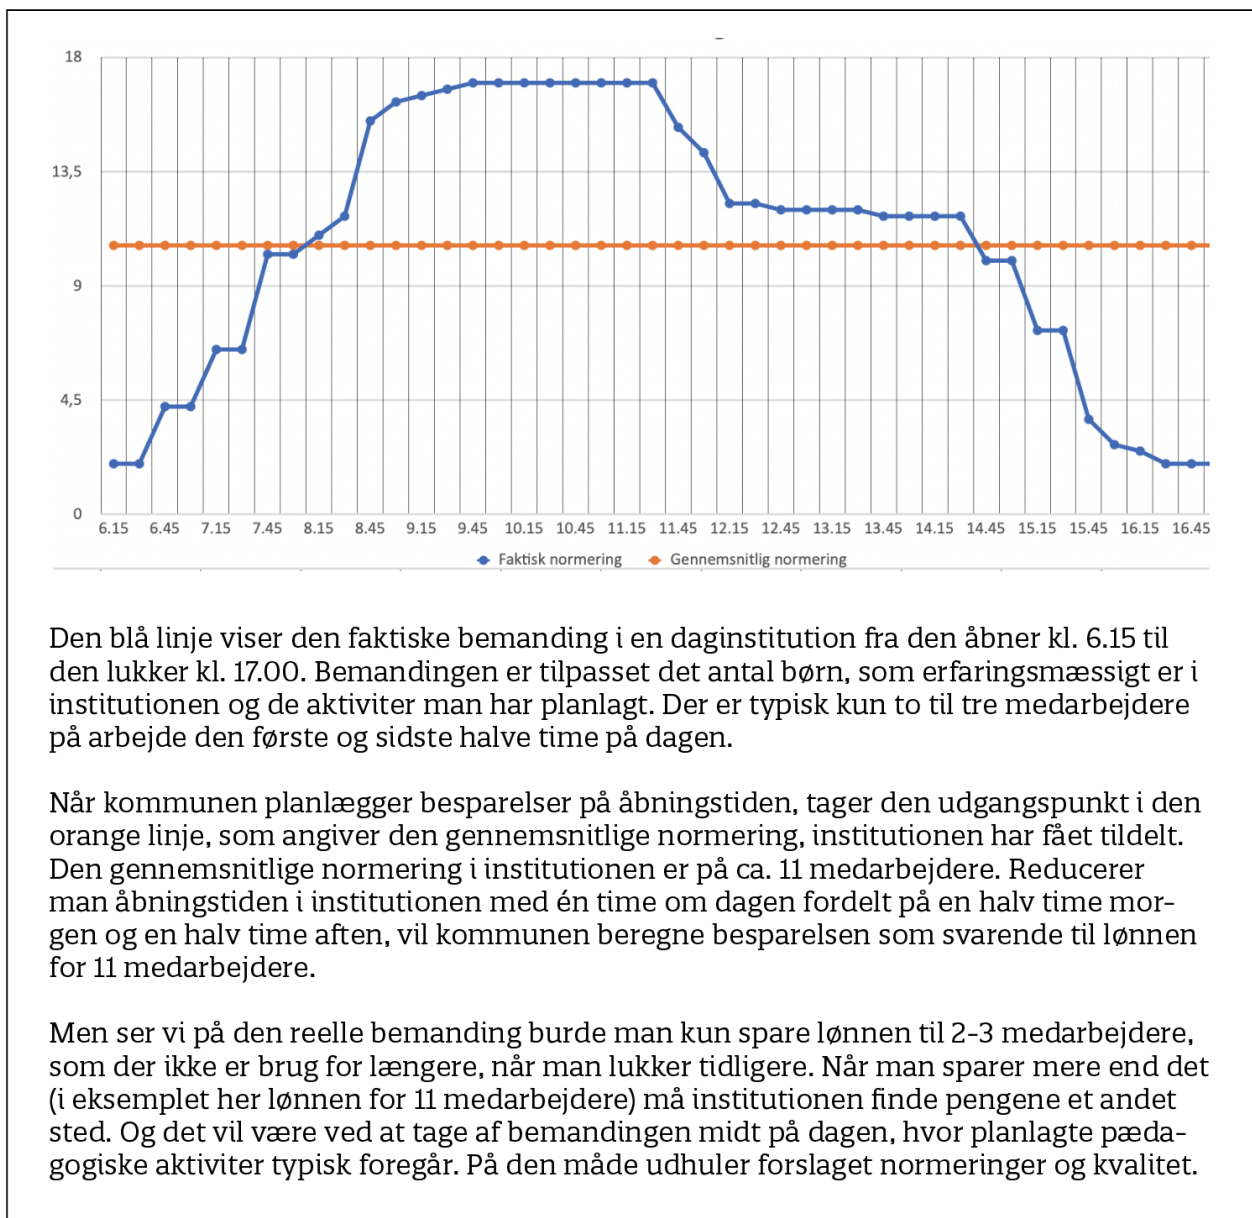 18
13,5
9
4,5
0
6.15 6.45 7.15 7.45 8.15 8.45 9.15 9.45 10.15 10.45 11.15 11.45 12.15 12.45 13.15 13.45 14.15 14.45 15.15 15.45 16.15 16.45
Faktisk normering Gennemsnitlig normering
Den blå linje viser den faktiske bemanding i en daginstitution fra den åbner kl. 6.15 til
den lukker kl. 17.00. Bemandingen er tilpasset det antal børn, som erfaringsmæssigt er i
institutionen og de aktiviter man har planlagt. Der er typisk kun to til tre medarbejdere
på arbejde den første og sidste halve time på dagen.
Når kommunen planlægger besparelser på åbningstiden, tager den udgangspunkt i den
orange linje, som angiver den gennemsnitlige normering, institutionen har fået tildelt.
Den gennemsnitlige normering i institutionen er på ca. 11 medarbejdere. Reducerer
man åbningstiden i institutionen med én time om dagen fordelt på en halv time mor-
gen og en halv time aften, vil kommunen beregne besparelsen som svarende til lønnen
for 11 medarbejdere.
Men ser vi på den reelle bemanding burde man kun spare lønnen til 2-3 medarbejdere,
som der ikke er brug for længere, når man lukker tidligere. Når man sparer mere end det
(i eksemplet her lønnen for 11 medarbejdere) må institutionen finde pengene et andet
sted. Og det vil være ved at tage af bemandingen midt på dagen, hvor planlagte pæda-
gogiske aktiviter typisk foregår. På den måde udhuler forslaget normeringer og kvalitet.